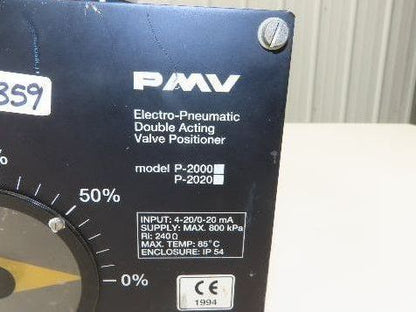 359
PMV
Electro-Pneumatic
Double Acting
Valve Positioner
model P-2000
P-2020
%
50%
0%
INPUT: 4-20/0-20 mA
SUPPLY: MAX. 800 kPa
Ri: 240Ω
MAX. TEMP: 85°C
ENCLOSURE: IP 54
CE
1994